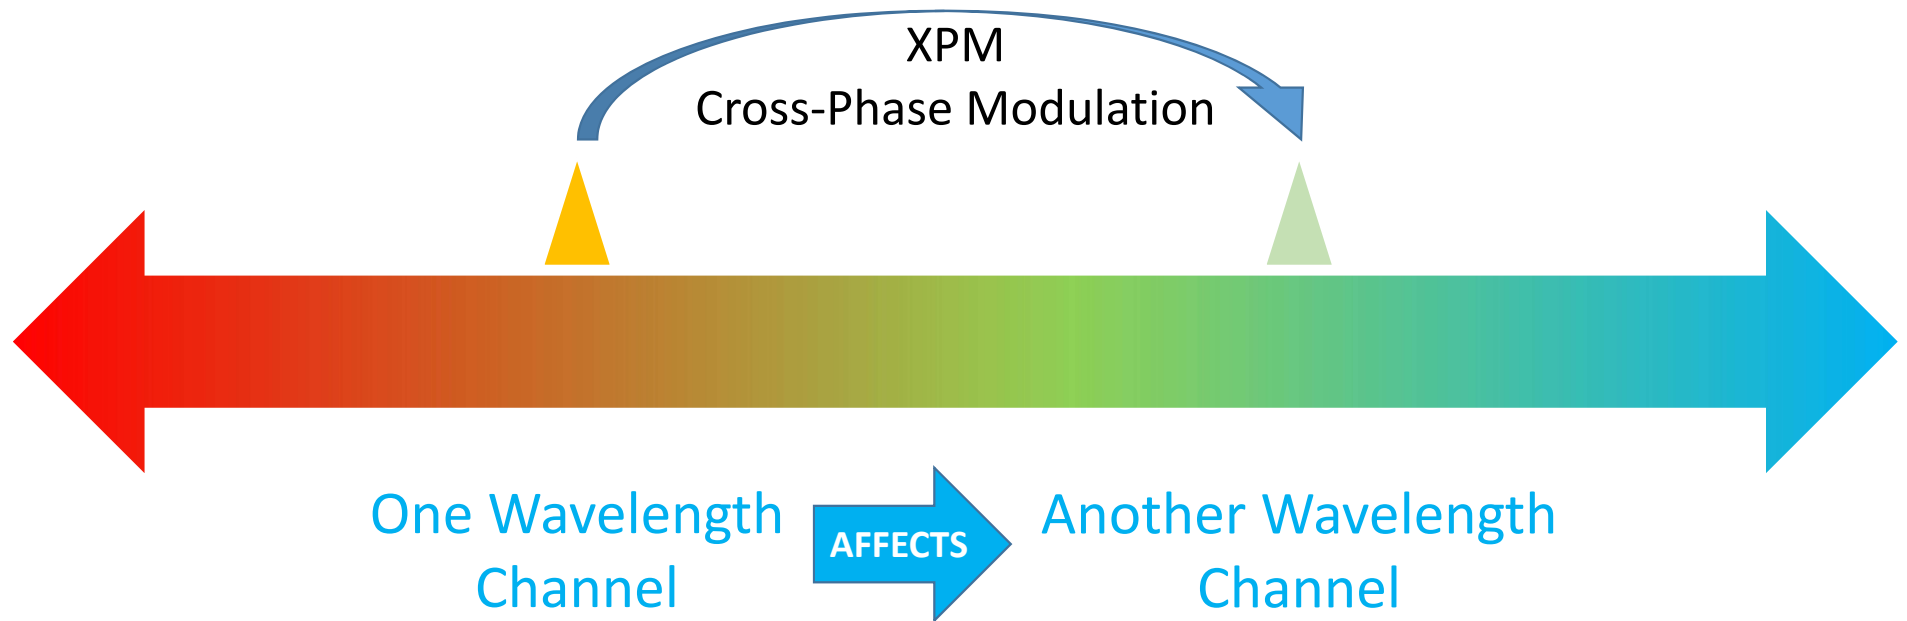 XPM
Cross-Phase Modulation
One Wavelength
Channel
AFFECTS
Another Wavelength
Channel